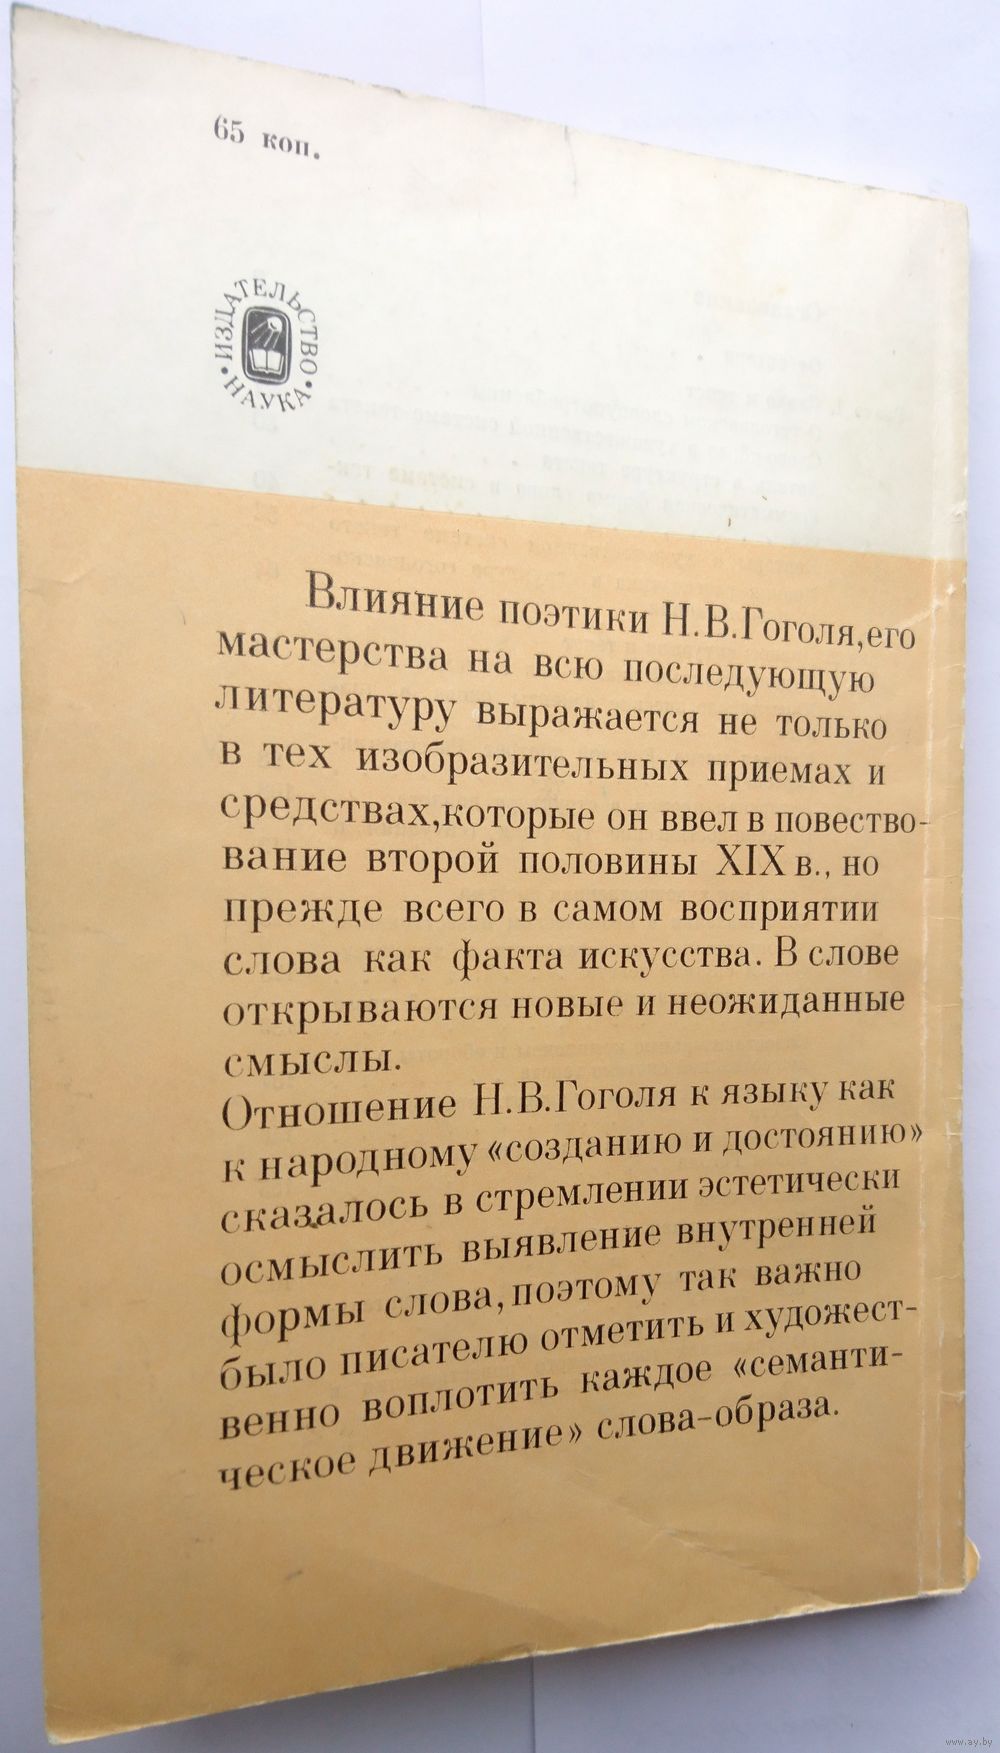 65 коп.
ИЗДАТЕЛЬСТВО
НАУКА
Влияние поэтики Н.В.Гоголя,его
мастерства на всю последующую
литературу выражается не только
в тех изобразительных приемах и
средствах,которые он ввел в повество-
вание второй половины XIX в., но
прежде всего в самом восприятии
слова как факта искусства. В слове
открываются новые и неожиданные
смыслы.
Отношение Н.В.Гоголя к языку как
к народному «созданию и достоянию»
сказалось в стремлении эстетически
осмыслить выявление внутренней
формы слова,поэтому так важно
было писателю отметить и художест-
венно воплотить каждое «семанти-
ческое движение» слова-образа.
www.ay.by